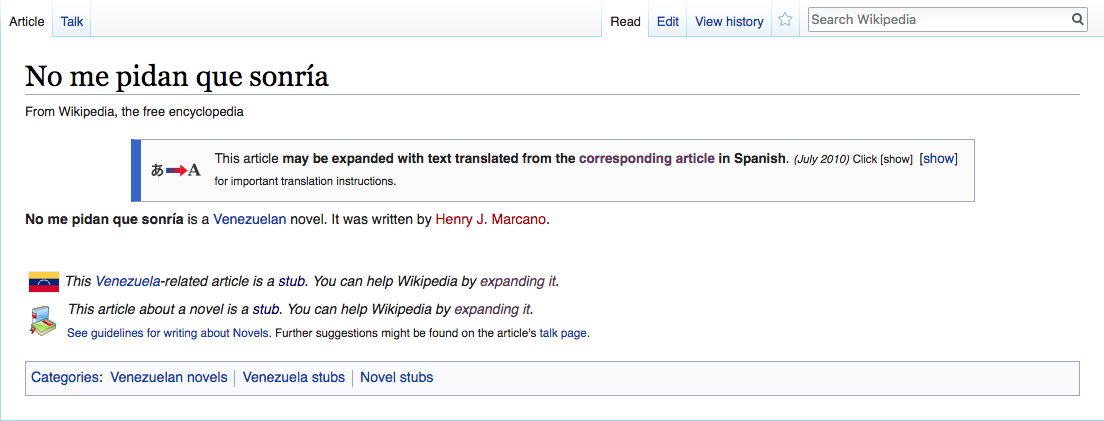 Article Talk Read Edit View history Search Wikipedia
No me pidan que sonría
From Wikipedia, the free encyclopedia
あ A This article may be expanded with text translated from the corresponding article in Spanish. (July 2010) Click [show] [show]
for important translation instructions.
No me pidan que sonría is a Venezuelan novel. It was written by Henry J. Marcano.
This Venezuela-related article is a stub. You can help Wikipedia by expanding it.
This article about a novel is a stub. You can help Wikipedia by expanding it.
See guidelines for writing about Novels. Further suggestions might be found on the article's talk page.
Categories: Venezuelan novels | Venezuela stubs | Novel stubs